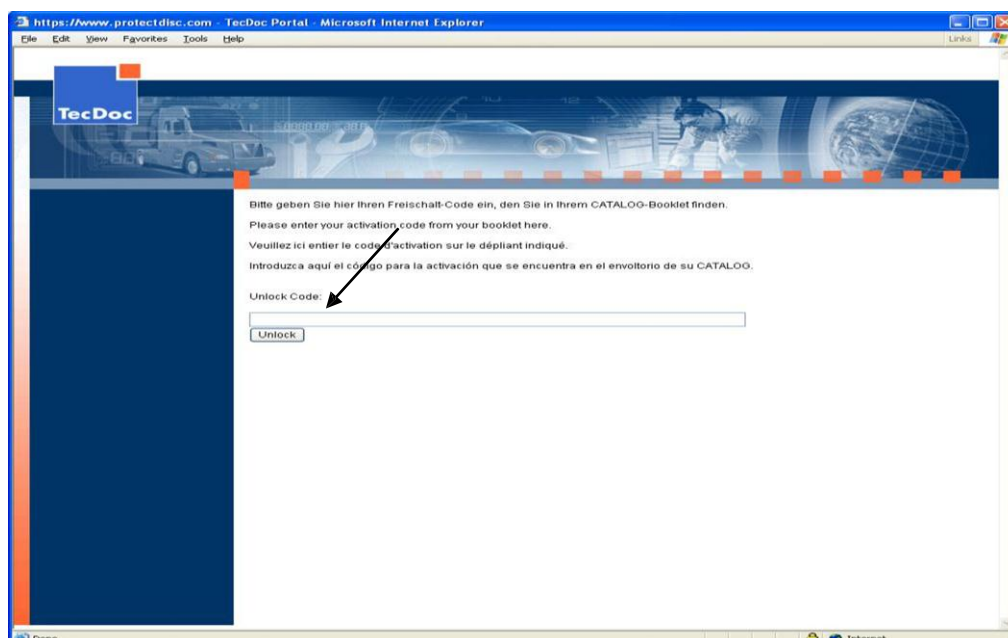 https://www.protectdisc.com - TecDoc Portal - Microsoft Internet Explorer
File Edit View Favorites Tools Help
Links
TecDoc
Bitte geben Sie hier Ihren Freischalt-Code ein, den Sie in Ihrem CATALOG-Booklet finden.
Please enter your activation code from your booklet here.
Veuillez ici entier le code d'activation sur le dépliant indiqué.
Introduzca aquí el código para la activación que se encuentra en el envoltorio de su CATALOG.
Unlock Code:
Unlock
Done Internet